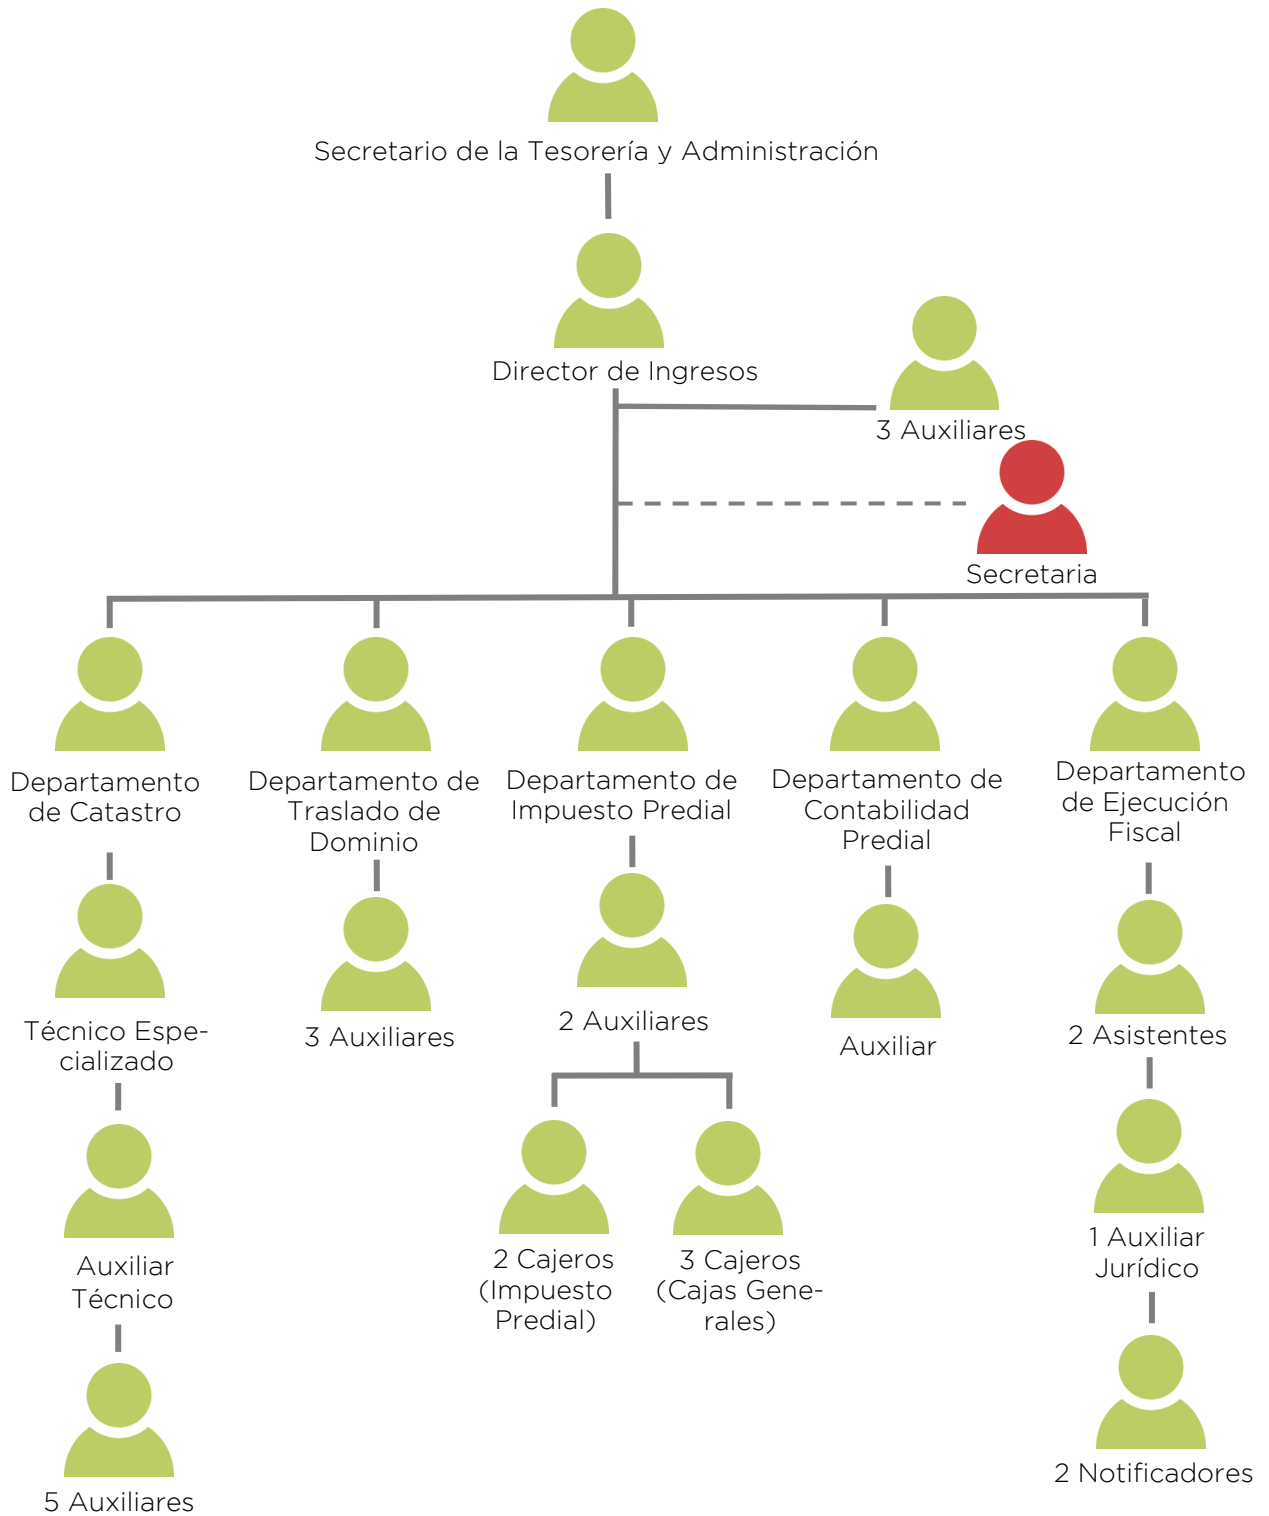 Secretario de la Tesorería y Administración
Director de Ingresos
3 Auxiliares
Secretaria
Departamento
de Catastro
Departamento de
Traslado de
Dominio
Departamento de
Impuesto Predial
Departamento de
Contabilidad
Predial
Departamento
de Ejecución
Fiscal
Técnico Espe-
cializado
3 Auxiliares
2 Auxiliares
Auxiliar
2 Asistentes
Auxiliar
Técnico
2 Cajeros
(Impuesto
Predial)
3 Cajeros
(Cajas Gene-
rales)
1 Auxiliar
Jurídico
5 Auxiliares
2 Notificadores